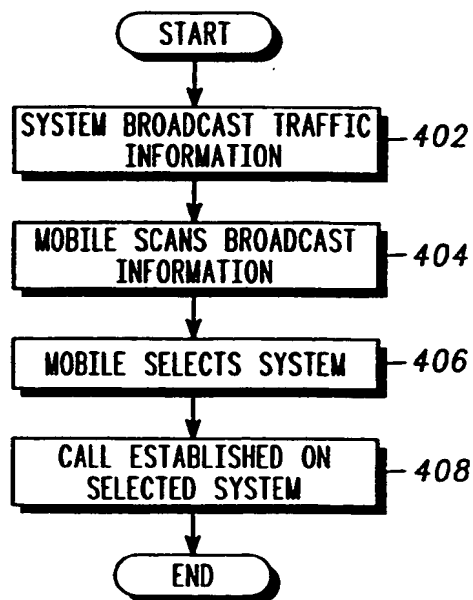 START
SYSTEM BROADCAST TRAFFIC
INFORMATION
402
MOBILE SCANS BROADCAST
INFORMATION
404
MOBILE SELECTS SYSTEM
406
CALL ESTABLISHED ON
SELECTED SYSTEM
408
END